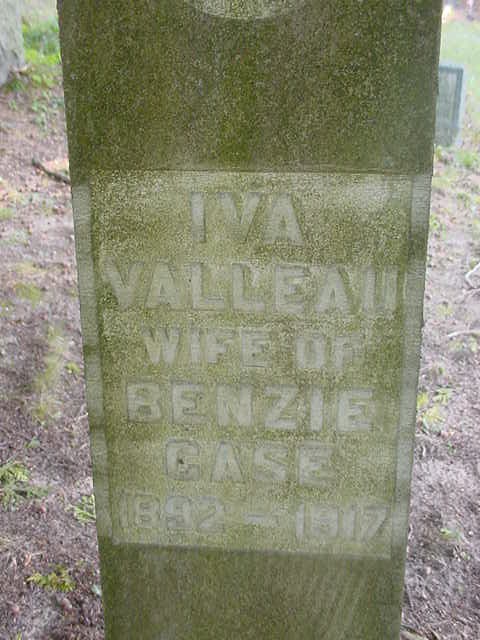 IVA
VALLEAU
WIFE OF
BENZIE
CASE
1892 - 1917